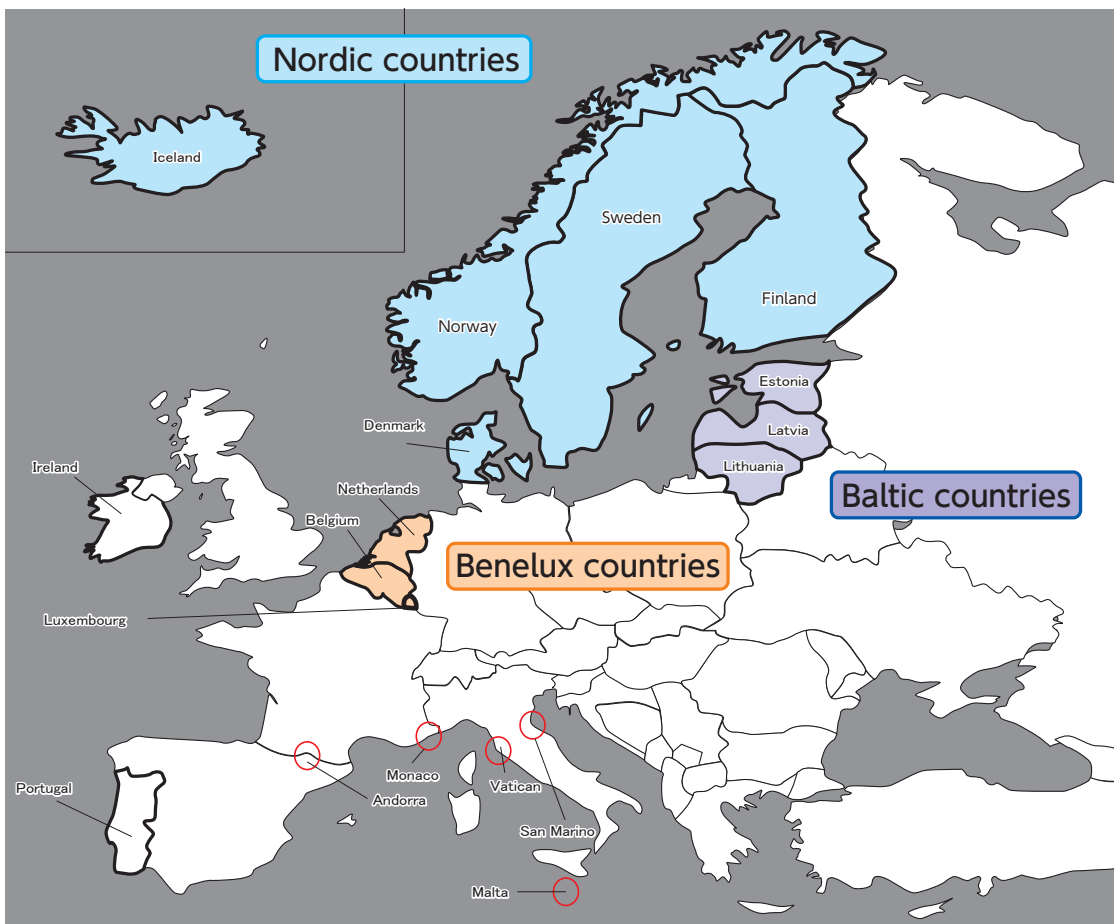 Nordic countries
Iceland
Sweden
Finland
Norway
Estonia
Denmark
Latvia
Ireland
Lithuania
Netherlands
Baltic countries
Belgium
Benelux countries
Luxembourg
Monaco
Vatican
Portugal
Andorra
San Marino
Malta